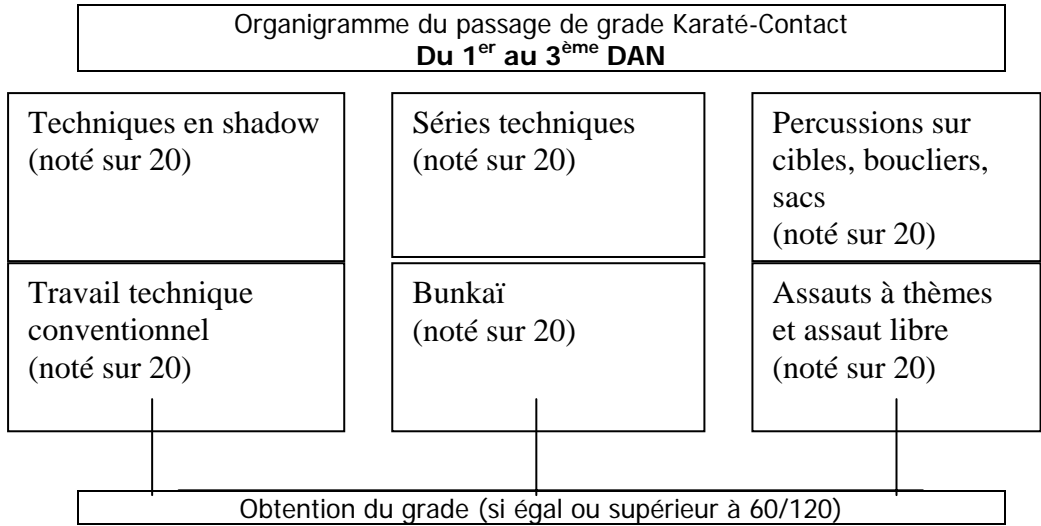 Organigramme du passage de grade Karaté-Contact
Du 1er au 3ème DAN
Techniques en shadow
(noté sur 20)
Séries techniques
(noté sur 20)
Percussions sur
cibles, boucliers,
sacs
(noté sur 20)
Travail technique
conventionnel
(noté sur 20)
Bunkaï
(noté sur 20)
Assauts à thèmes
et assaut libre
(noté sur 20)
Obtention du grade (si égal ou supérieur à 60/120)